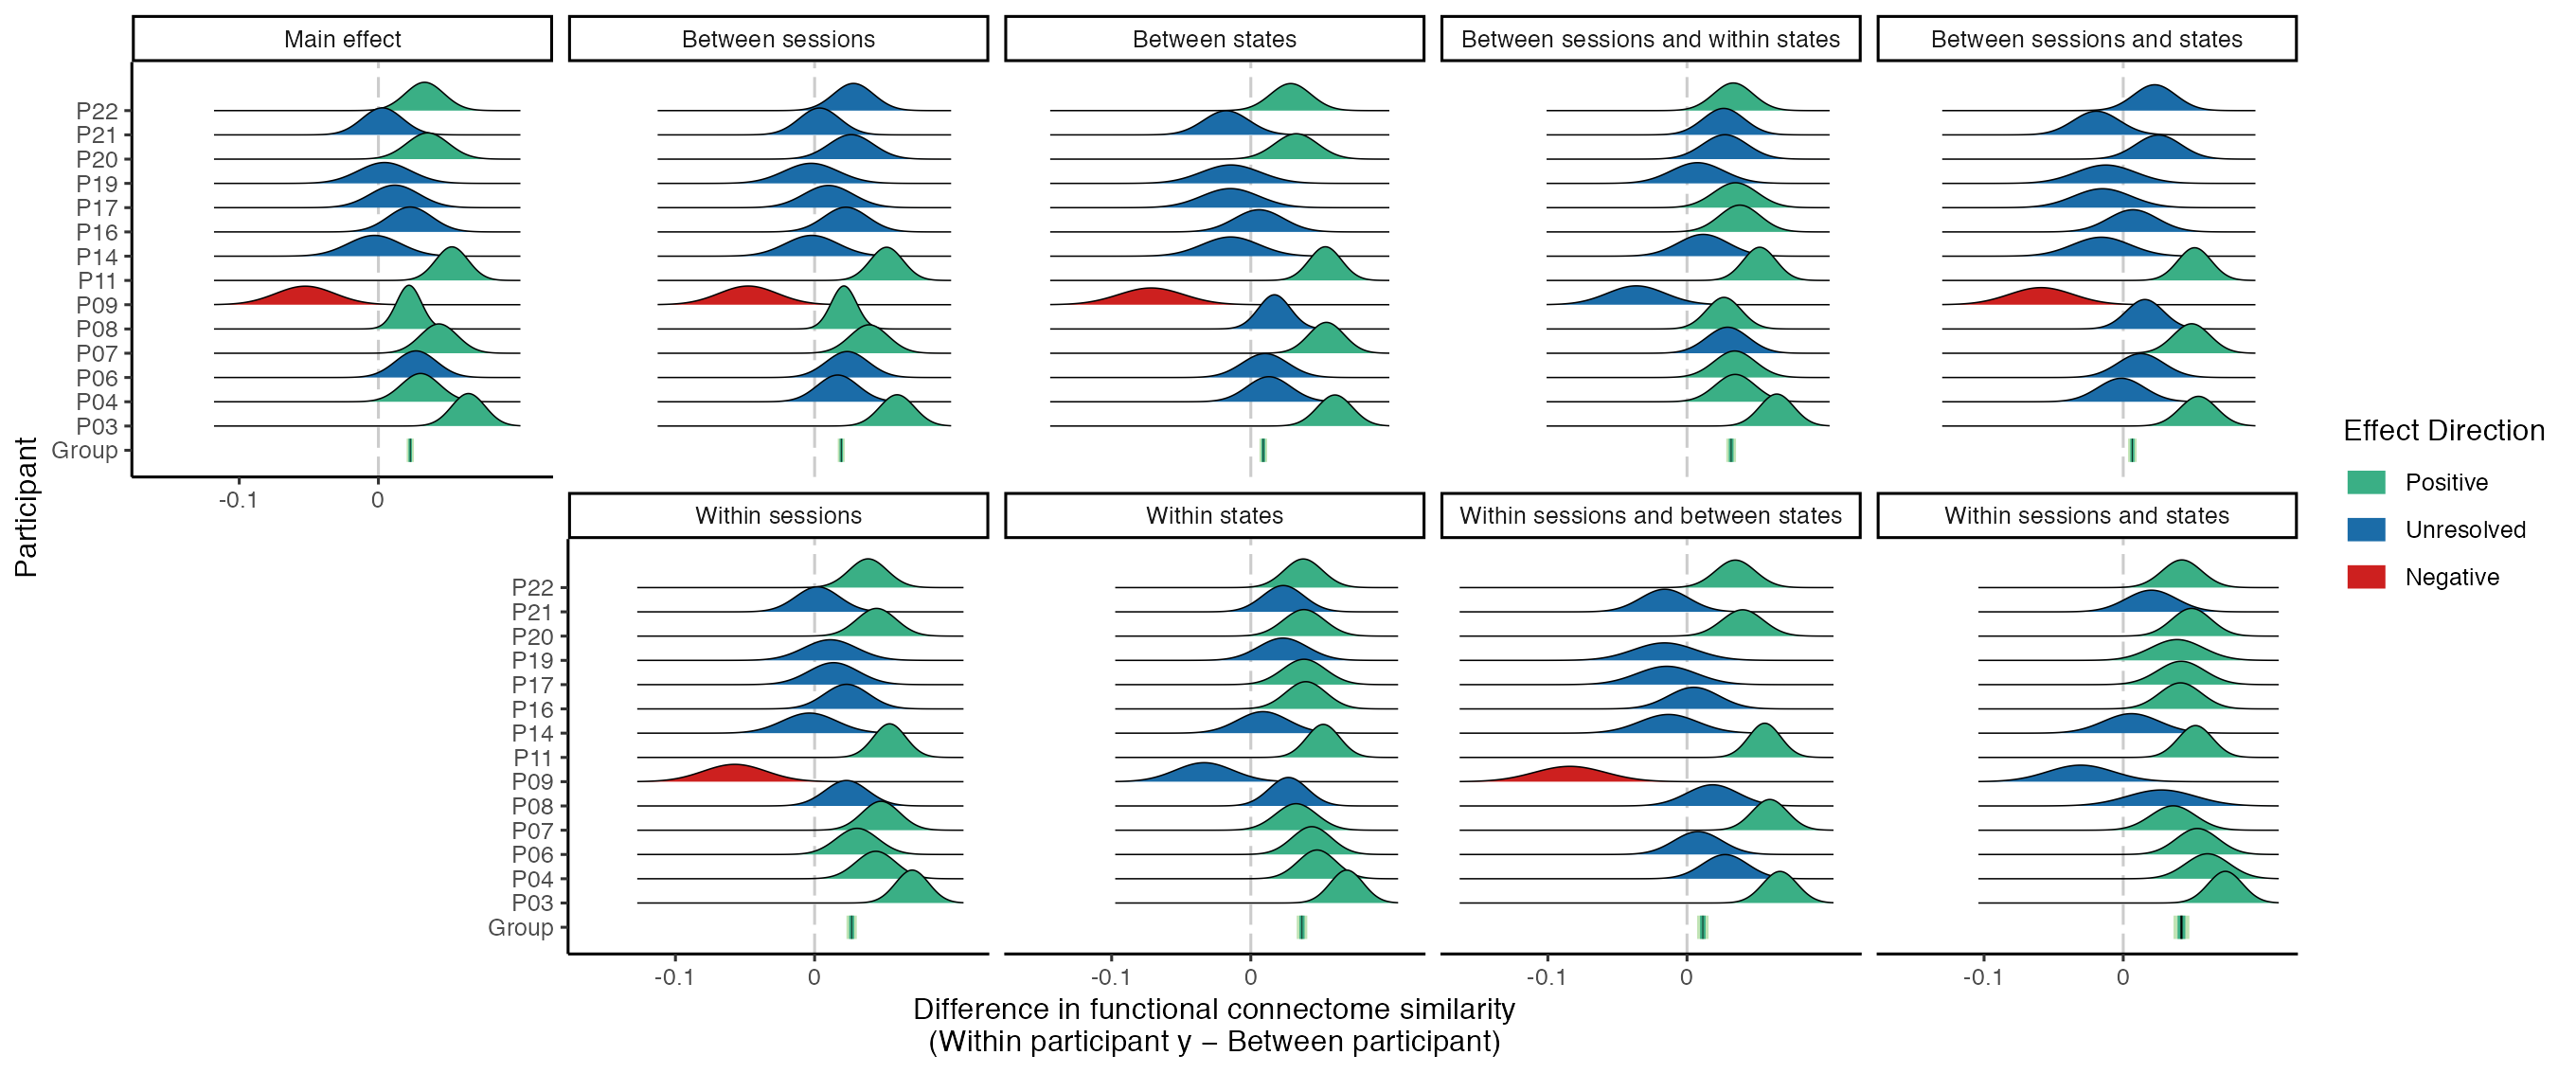 Main effect
Between sessions
Between states
Between sessions and within states
Between sessions and states
P22
P21
P20
P19
P17
P16
P14
P11
P09
P08
P07
P06
P04
P03
Group
-0.1
0
Within sessions
Within states
Within sessions and between states
Within sessions and states
P22
P21
P20
P19
P17
P16
P14
P11
P09
P08
P07
P06
P04
P03
Group
-0.1
0
-0.1
0
-0.1
0
-0.1
0
Participant
Difference in functional connectome similarity
(Within participant y − Between participant)
Effect Direction
Positive
Unresolved
Negative